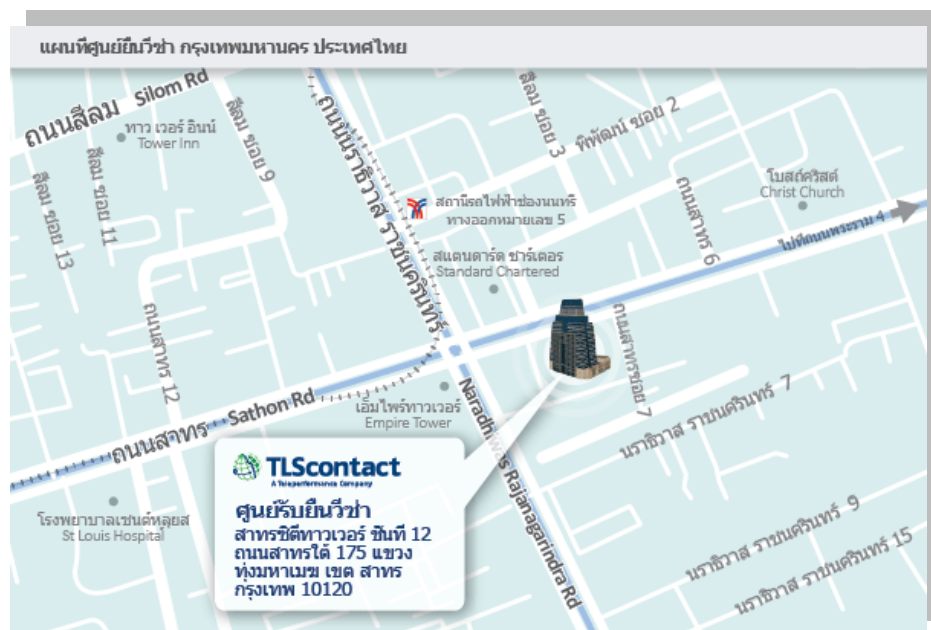 แผนที่ศูนย์ยื่นวีซ่า กรุงเทพมหานคร ประเทศไทย
ถนนสีลม Silom Rd
ทาว เวอร์ อินน์
Tower Inn
สีลม ซอย 9
สีลม ซอย 11
สีลม ซอย 13
ถนนนราธิวาส ราชนครินทร์
สีลม ซอย 3
พิพัฒน์ ซอย 2
สถานีรถไฟฟ้าช่องนนทรี
ทางออกหมายเลข 5
สแตนดาร์ด ชาร์เตอร์
Standard Chartered
ถนนสาทร 6
โบสถ์คริสต์
Christ Church
ไปที่ถนนพระราม 4
ถนนสาทร 12
ถนนสาทรซอย 7
ถนนสาทร Sathon Rd
เอ็มไพร์ทาวเวอร์
Empire Tower
Naradhiwas Rajanagarindra Rd
นราธิวาส ราชนครินทร์ 7
นราธิวาส ราชนครินทร์ 9
นราธิวาส ราชนครินทร์ 15
โรงพยาบาลเซนต์หลุยส
St Louis Hospital
TLScontact
A Teleperformance Company
ศูนย์รับยื่นวีซ่า
สาทรซิตี้ทาวเวอร์ ชั้นที่ 12
ถนนสาทรใต้ 175 แขวง
ทุ่งมหาเมฆ เขต สาทร
กรุงเทพ 10120